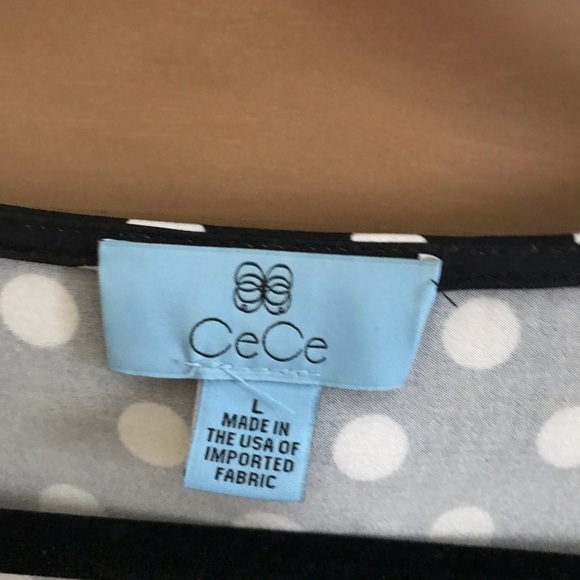 CeCe
L
MADE IN
THE USA OF
IMPORTED
FABRIC